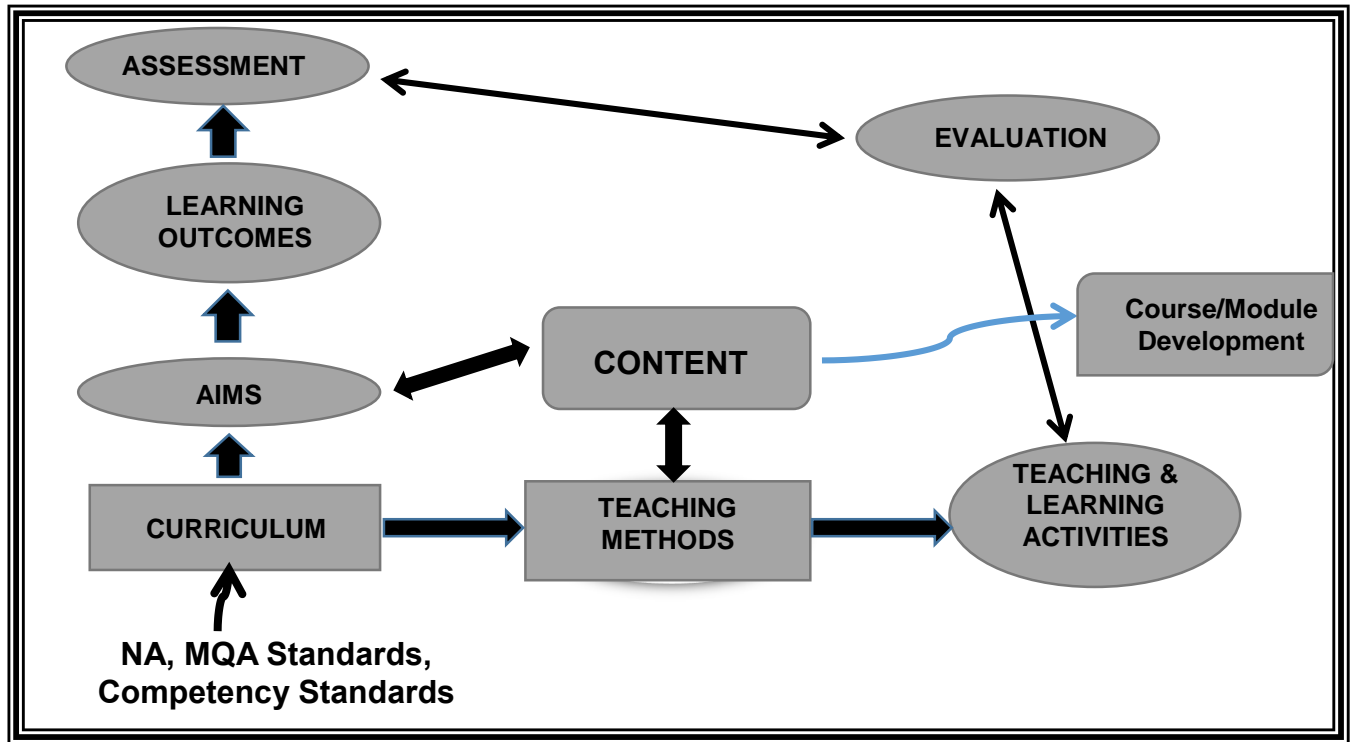 ASSESSMENT
EVALUATION
LEARNING
OUTCOMES
Course/Module
Development
CONTENT
AIMS
TEACHING &
LEARNING
ACTIVITIES
TEACHING
METHODS
CURRICULUM
NA, MQA Standards,
Competency Standards